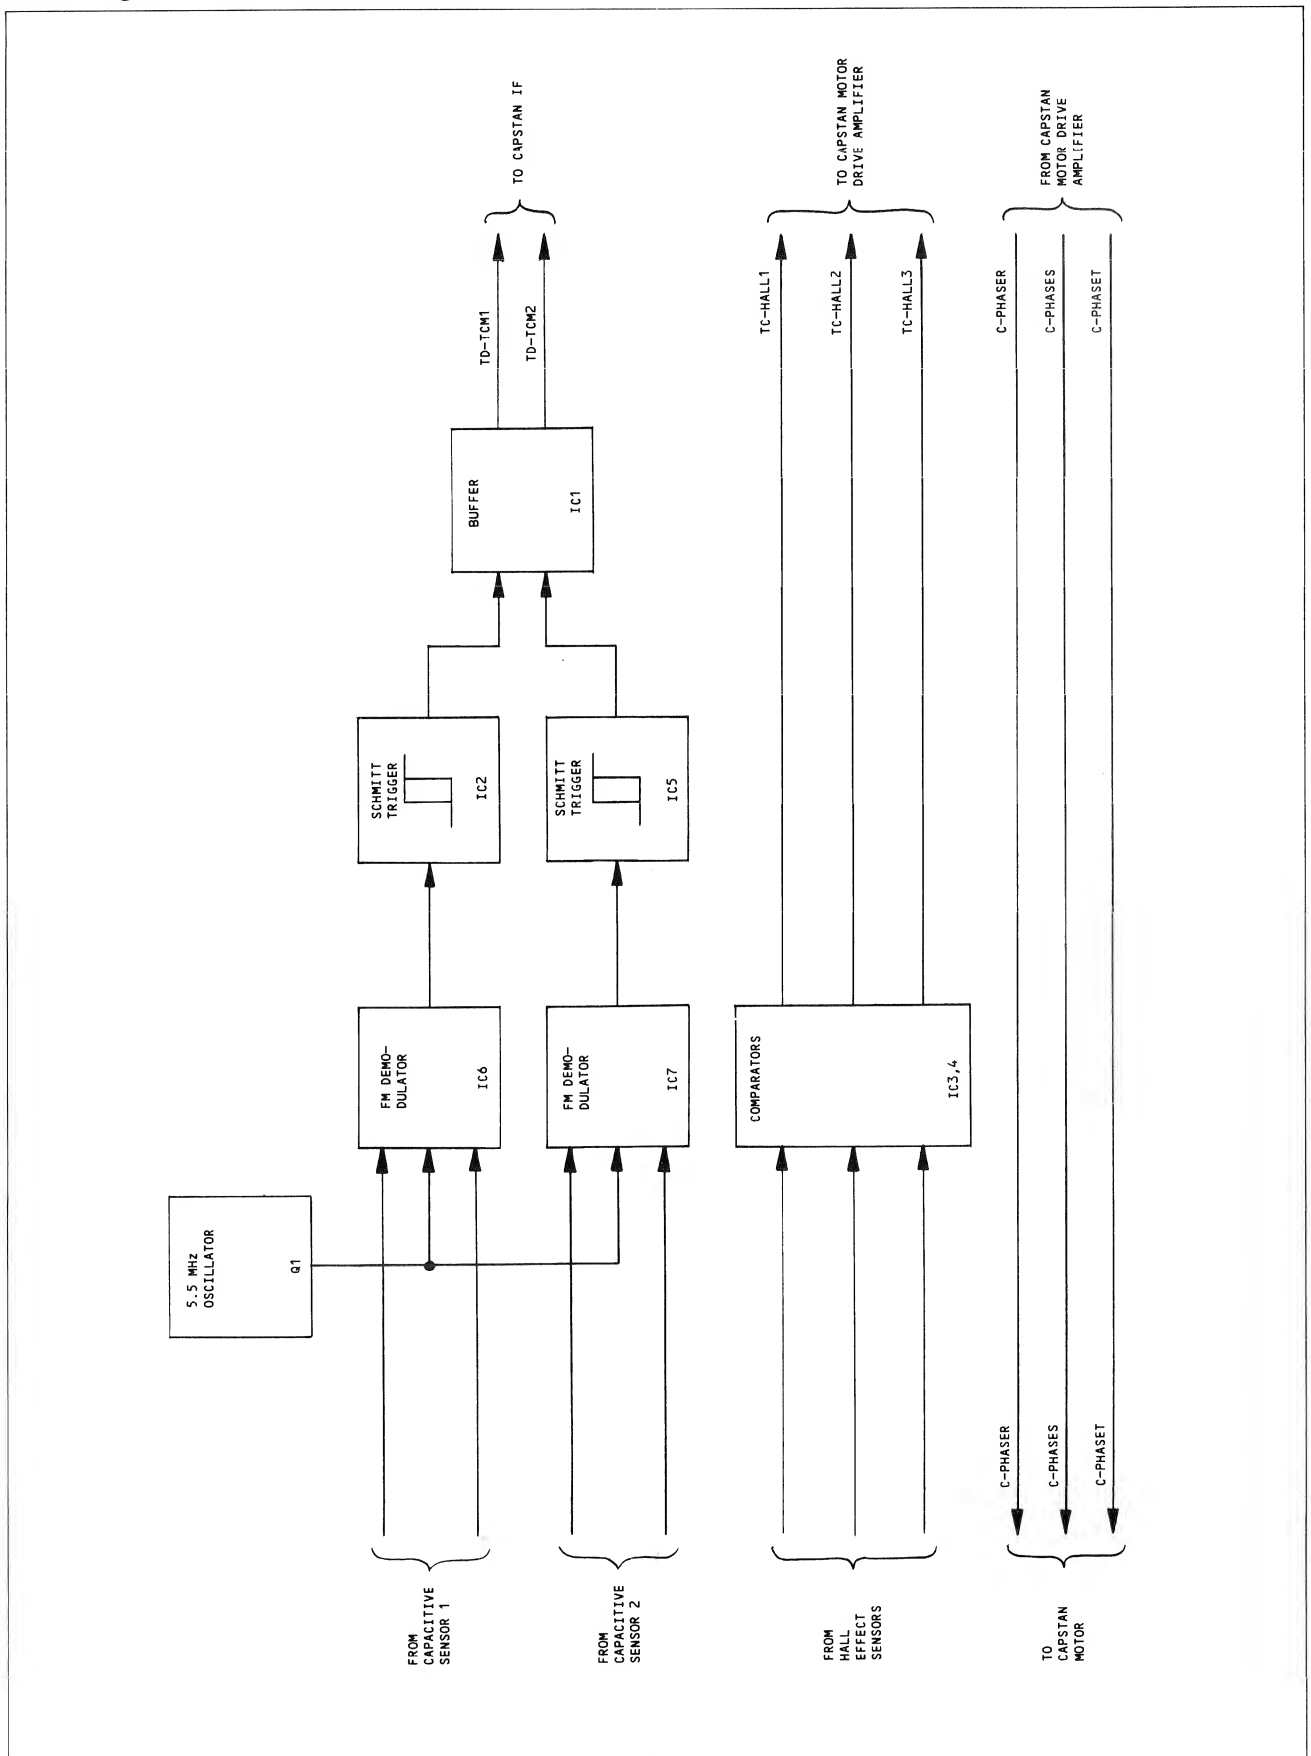 5.5 MHz
OSCILLATOR
Q1
FROM
CAPACITIVE
SENSOR 1
FM DEMO-
DULATOR
IC6
SCHMITT
TRIGGER
IC2
BUFFER
IC1
TD-TCM1
TD-TCM2
TO CAPSTAN IF
FROM
CAPACITIVE
SENSOR 2
FM DEMO-
DULATOR
IC7
SCHMITT
TRIGGER
IC5
FROM
HALL
EFFECT
SENSORS
COMPARATORS
IC3,4
TC-HALL1
TC-HALL2
TC-HALL3
TO CAPSTAN MOTOR
DRIVE AMPLIFIER
TO
CAPSTAN
MOTOR
C-PHASER
C-PHASES
C-PHASET
C-PHASER
C-PHASES
C-PHASET
FROM CAPSTAN
MOTOR DRIVE
AMPLIFIER